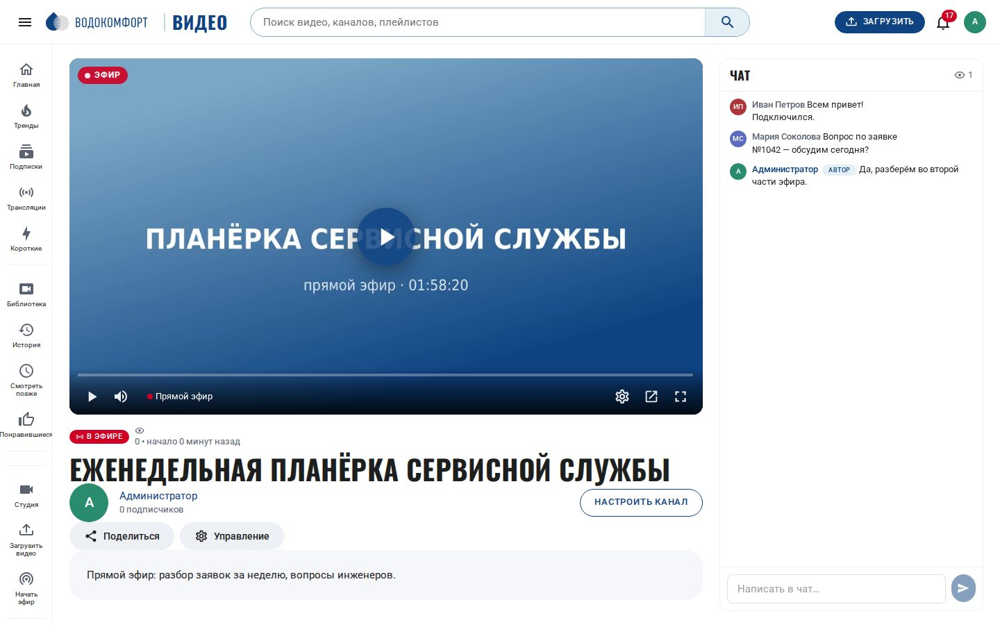 ВОДОКОМФОРТ ВИДЕО
Поиск видео, каналов, плейлистов
ЗАГРУЗИТЬ
17
А
Главная
Тренды
Подписки
Трансляции
Короткие
Библиотека
История
Смотреть
позже
Понравившиеся
Студия
Загрузить
видео
Начать
эфир
ЭФИР
ПЛАНЁРКА СЕРВИСНОЙ СЛУЖБЫ
прямой эфир · 01:58:20
Прямой эфир
В ЭФИРЕ
0 • начало 0 минут назад
ЕЖЕНЕДЕЛЬНАЯ ПЛАНЁРКА СЕРВИСНОЙ СЛУЖБЫ
А
Администратор
0 подписчиков
НАСТРОИТЬ КАНАЛ
Поделиться
Управление
Прямой эфир: разбор заявок за неделю, вопросы инженеров.
ЧАТ
1
ИП
Иван Петров Всем привет!
Подключился.
МС
Мария Соколова Вопрос по заявке
№1042 — обсудим сегодня?
А
Администратор АВТОР Да, разберём во второй
части эфира.
Написать в чат...